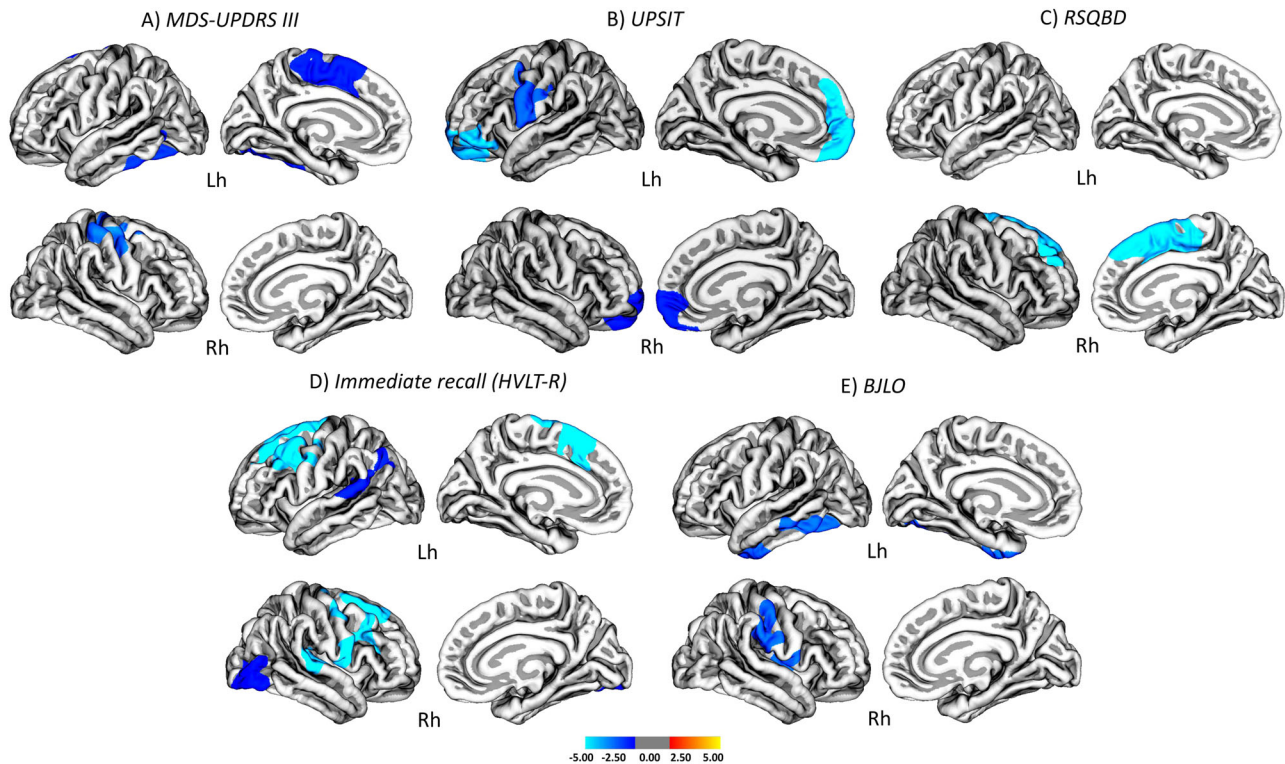 A) MDS-UPDRS III
B) UPSIT
C) RSQBD
Lh
Lh
Lh
Rh
Rh
Rh
D) Immediate recall (HVLT-R)
E) BJLO
Lh
Lh
Rh
Rh
-5.00 -2.50 0.00 2.50 5.00